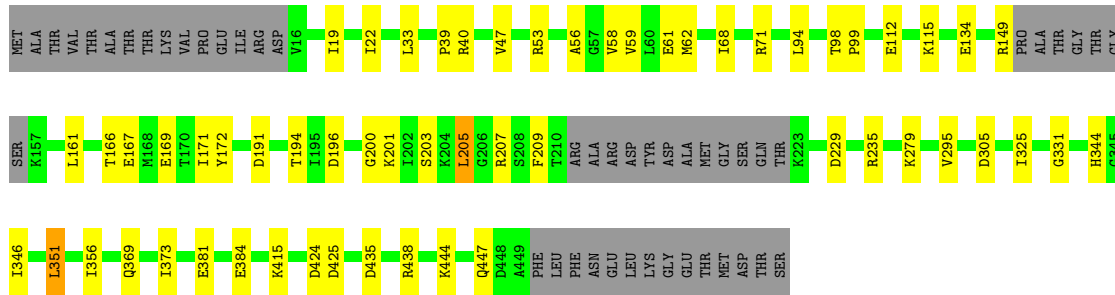 MET ALA THR VAL THR ALA THR THR LYS VAL PRO GLU ILE ARG ASP V16 I19 I22 L33 P39 R40 V47 R53 A56 G57 V58 V59 L60 E61 M62 I68 R71 L94 T98 P99 E112 K115 E134 R149 PRO ALA THR GLY THR GLY
SER K157 L161 T166 E167 M168 E169 T170 I171 Y172 D191 T194 I195 D196 G200 K201 I202 S203 K204 L205 G206 R207 S208 F209 T210 ARG ALA ARG ASP TYR ASP ALA MET GLY SER GLN THR K223 D229 R235 K279 V295 D305 I325 G331 H344 G345
I346 L351 I356 Q369 I373 E381 E384 K415 D424 D425 D435 R438 K444 Q447 D448 A449 PHE LEU PHE ASN GLU LEU LYS GLY GLU THR MET ASP THR SER